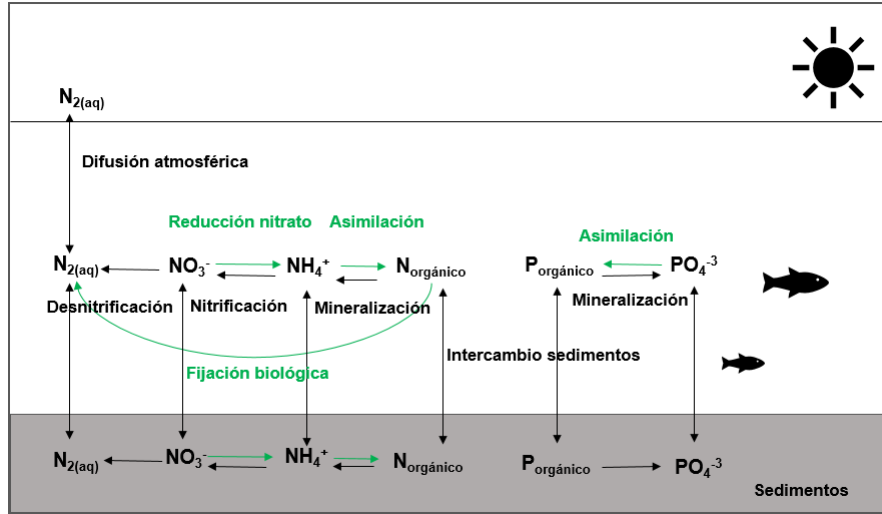 N2(aq)
Difusión atmosférica
Reducción nitrato Asimilación
Asimilación
N2(aq) NO3- NH4+ Norgánico Porgánico PO4-3
Desnitrificación Nitrificación Mineralización Mineralización
Intercambio sedimentos
Fijación biológica
N2(aq) NO3- NH4+ Norgánico Porgánico PO4-3
Sedimentos